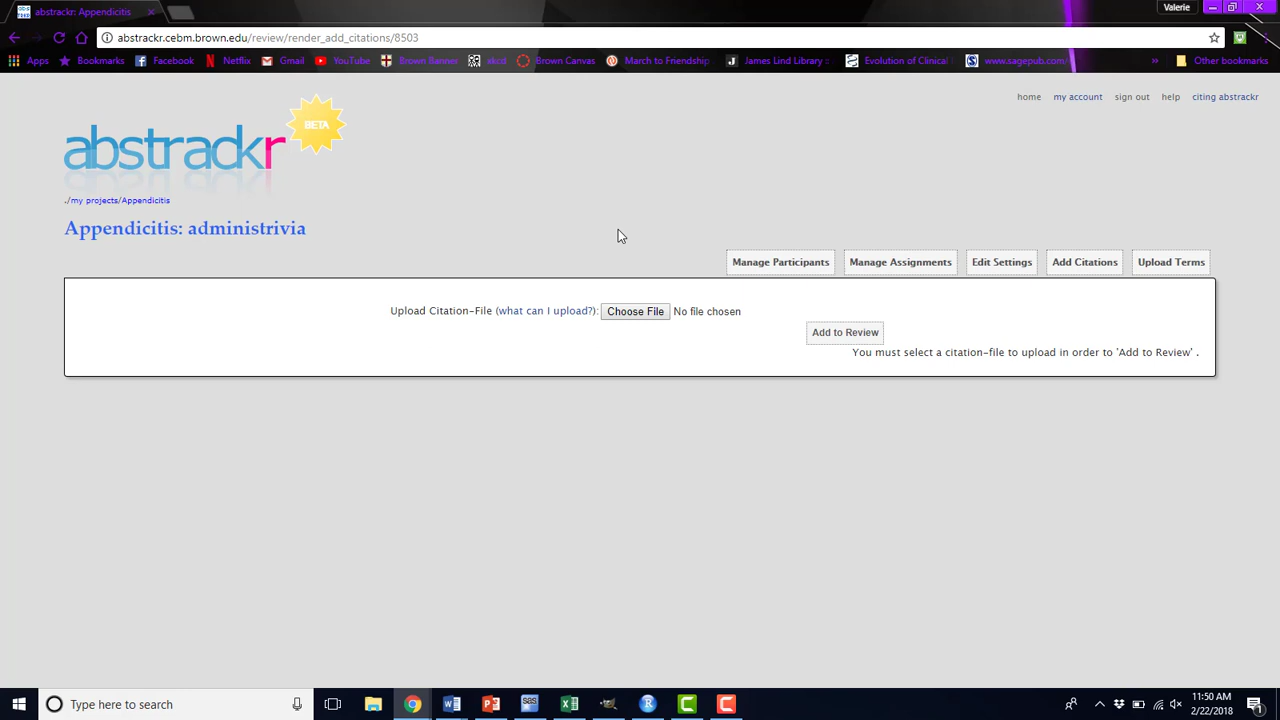 abstrackr: Appendicitis
Valerie
abstrackr.cebm.brown.edu/review/render_add_citations/8503
Apps
Bookmarks
Facebook
Netflix
Gmail
YouTube
Brown Banner
xkcd
Brown Canvas
March to Friendship
James Lind Library
Evolution of Clinical
www.sagepub.com
»
Other bookmarks
home my account sign out help citing abstrackr
abstrackr
BETA
./my projects/Appendicitis
Appendicitis: administrivia
Manage Participants Manage Assignments Edit Settings Add Citations Upload Terms
Upload Citation-File (what can I upload?): Choose File No file chosen
Add to Review
You must select a citation-file to upload in order to 'Add to Review' .
Type here to search
11:50 AM
2/22/2018